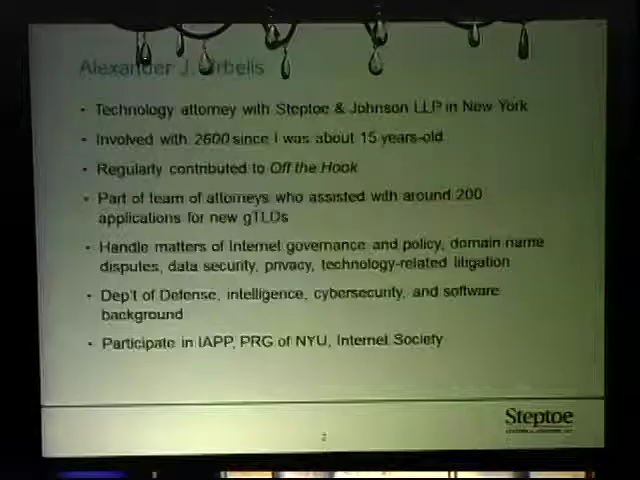 Alexander J. Urbelis
• Technology attorney with Steptoe & Johnson LLP in New York
• Involved with 2600 since I was about 15 years-old
• Regularly contributed to Off the Hook
• Part of team of attorneys who assisted with around 200
applications for new gTLDs
• Handle matters of Internet governance and policy, domain name
disputes, data security, privacy, technology-related litigation
• Dep't of Defense, intelligence, cybersecurity, and software
background
• Participate in IAPP, PRG of NYU, Internet Society
Steptoe
2